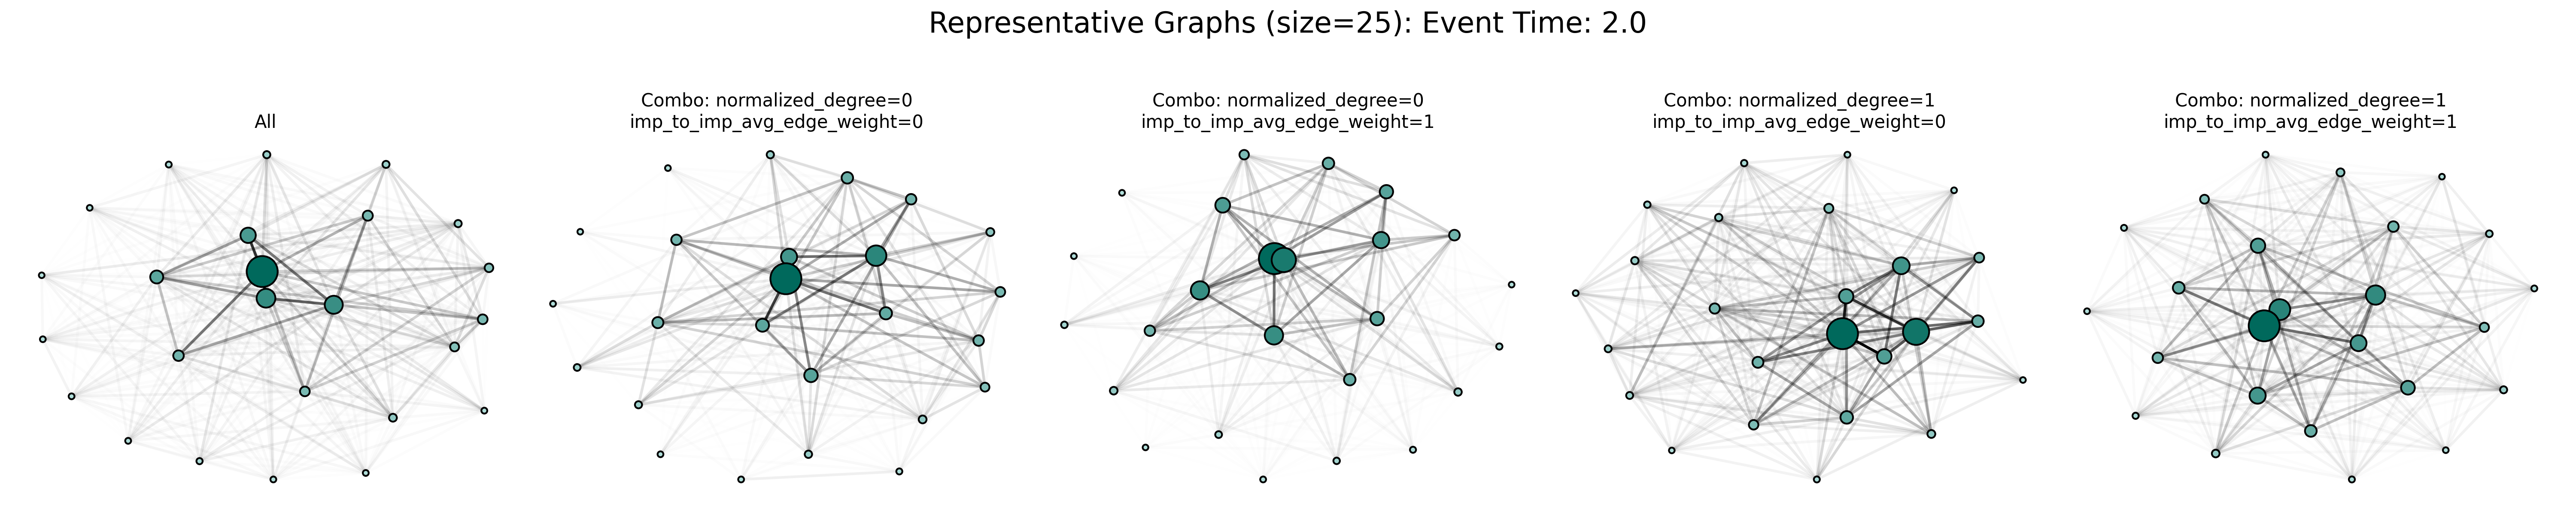 Representative Graphs (size=25): Event Time: 2.0
All
Combo: normalized_degree=0
imp_to_imp_avg_edge_weight=0
Combo: normalized_degree=0
imp_to_imp_avg_edge_weight=1
Combo: normalized_degree=1
imp_to_imp_avg_edge_weight=0
Combo: normalized_degree=1
imp_to_imp_avg_edge_weight=1